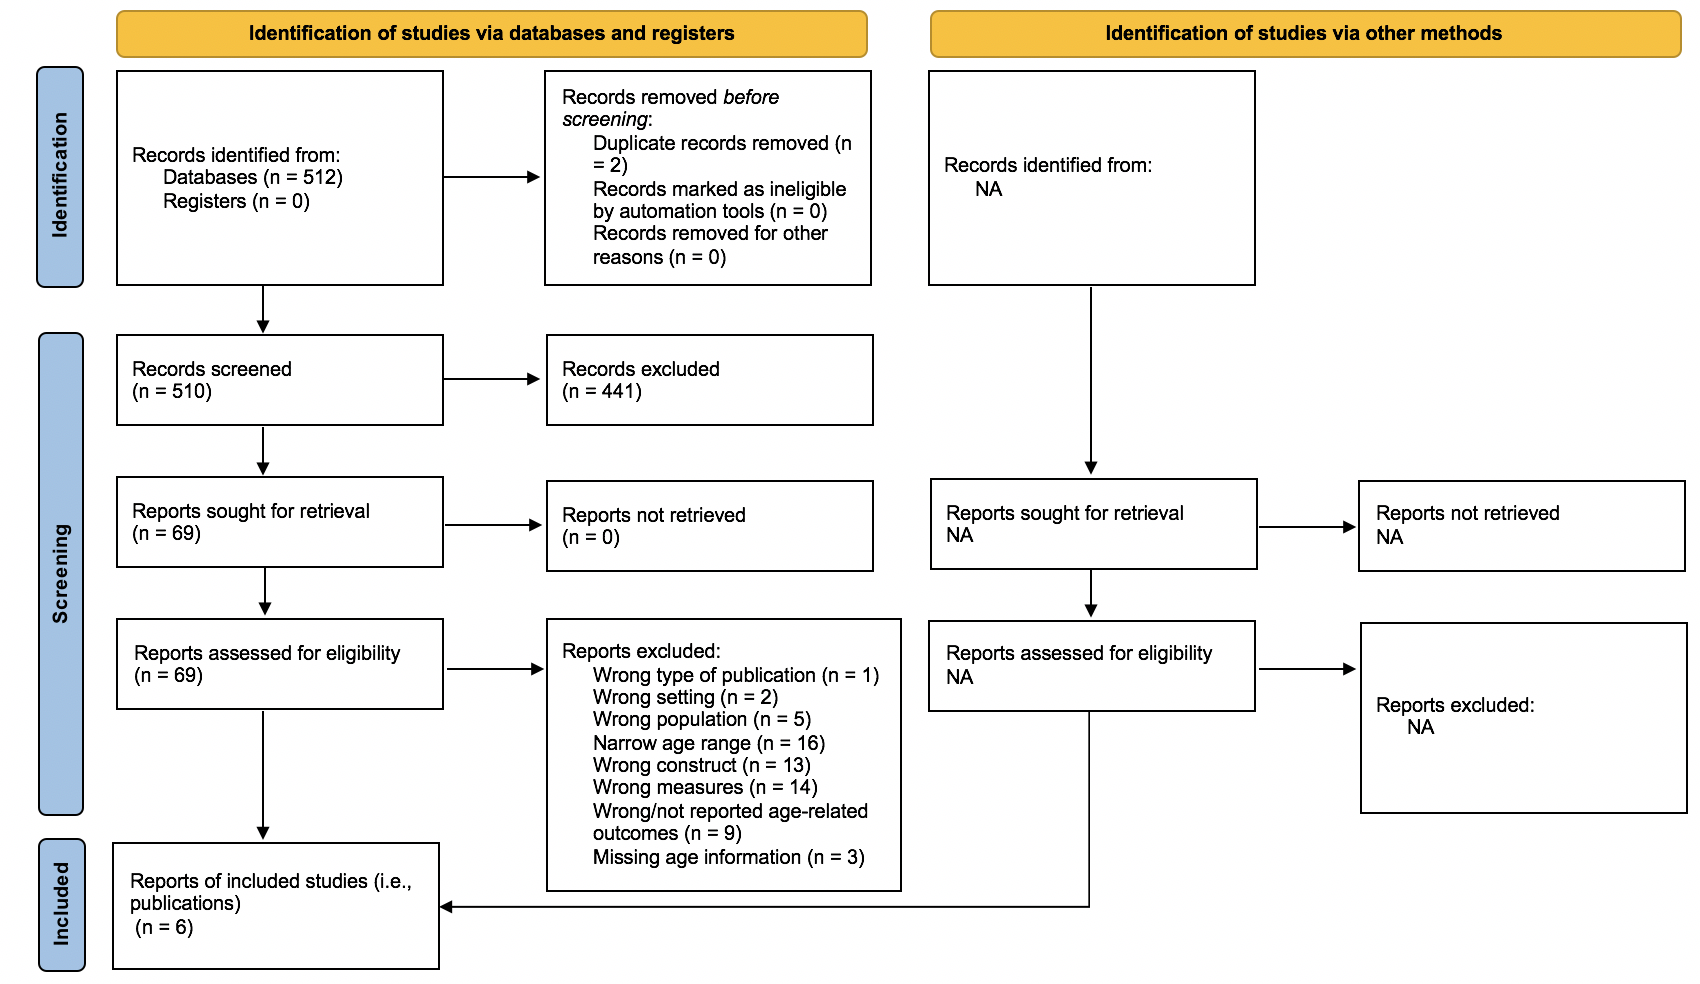 Identification of studies via databases and registers
Identification of studies via other methods
Identification
Records identified from:
Databases (n = 512)
Registers (n = 0)
Records removed before
screening:
Duplicate records removed (n
= 2)
Records marked as ineligible
by automation tools (n = 0)
Records removed for other
reasons (n = 0)
Records identified from:
NA
Screening
Records screened
(n = 510)
Records excluded
(n = 441)
Reports sought for retrieval
(n = 69)
Reports not retrieved
(n = 0)
Reports sought for retrieval
NA
Reports not retrieved
NA
Reports assessed for eligibility
(n = 69)
Reports excluded:
Wrong type of publication (n = 1)
Wrong setting (n = 2)
Wrong population (n = 5)
Narrow age range (n = 16)
Wrong construct (n = 13)
Wrong measures (n = 14)
Wrong/not reported age-related
outcomes (n = 9)
Missing age information (n = 3)
Reports assessed for eligibility
NA
Reports excluded:
NA
Included
Reports of included studies (i.e.,
publications)
(n = 6)